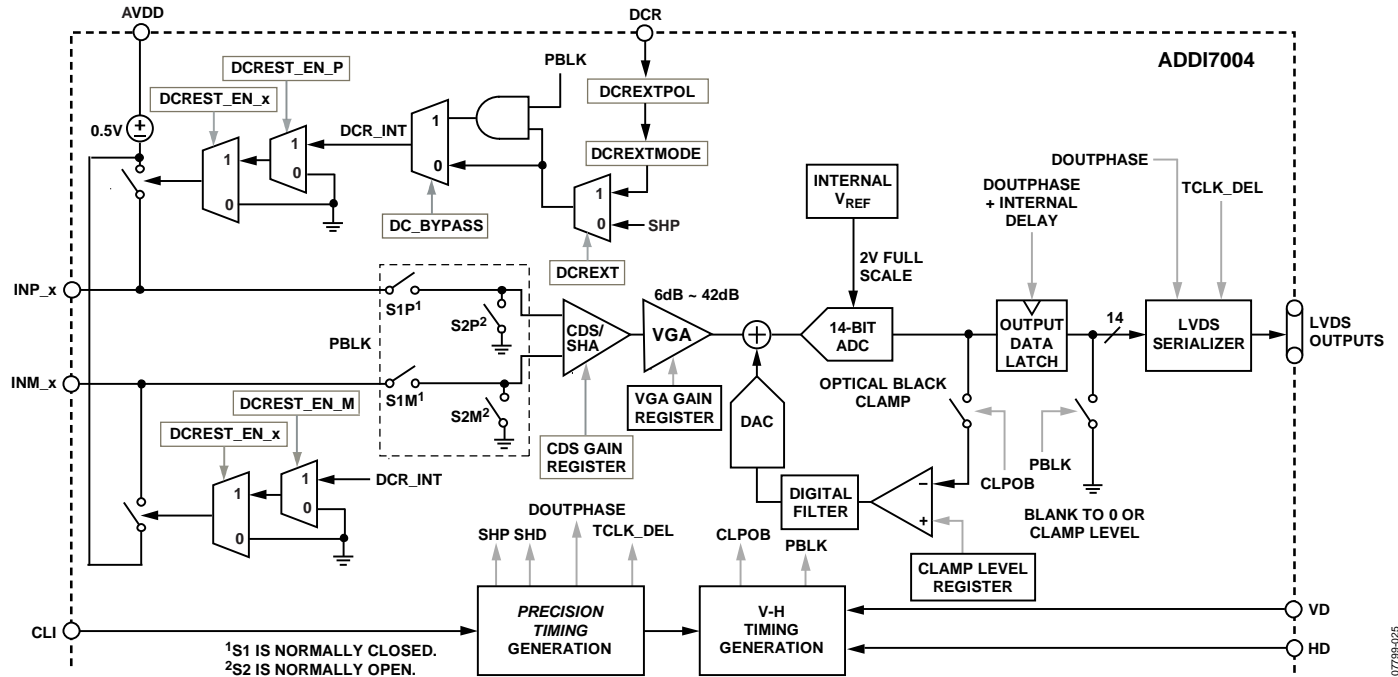 AVDD
DCR
ADDI7004
PBLK
DCREST_EN_P
DCREXTPOL
DCREST_EN_x
DCR_INT
DCREXTMODE
0.5V
1
0
1
0
1
0
1
0
SHP
DC_BYPASS
DCREXT
INTERNAL
VREF
2V FULL
SCALE
DOUTPHASE
DOUTPHASE
+ INTERNAL
DELAY
TCLK_DEL
INP_x
S1P1
S2P2
PBLK
CDS/
SHA
6dB ~ 42dB
VGA
+
14-BIT
ADC
OUTPUT
DATA
LATCH
14
LVDS
SERIALIZER
LVDS
OUTPUTS
INM_x
S1M1
S2M2
VGA GAIN
REGISTER
CDS GAIN
REGISTER
DAC
OPTICAL BLACK
CLAMP
CLPOB
PBLK
BLANK TO 0 OR
CLAMP LEVEL
DCREST_EN_M
DCREST_EN_x
1
0
1
0
DCR_INT
DIGITAL
FILTER
–
+
CLAMP LEVEL
REGISTER
SHP SHD
DOUTPHASE
TCLK_DEL
CLPOB
PBLK
PRECISION
TIMING
GENERATION
V-H
TIMING
GENERATION
CLI
VD
HD
1S1 IS NORMALLY CLOSED.
2S2 IS NORMALLY OPEN.
07799-025